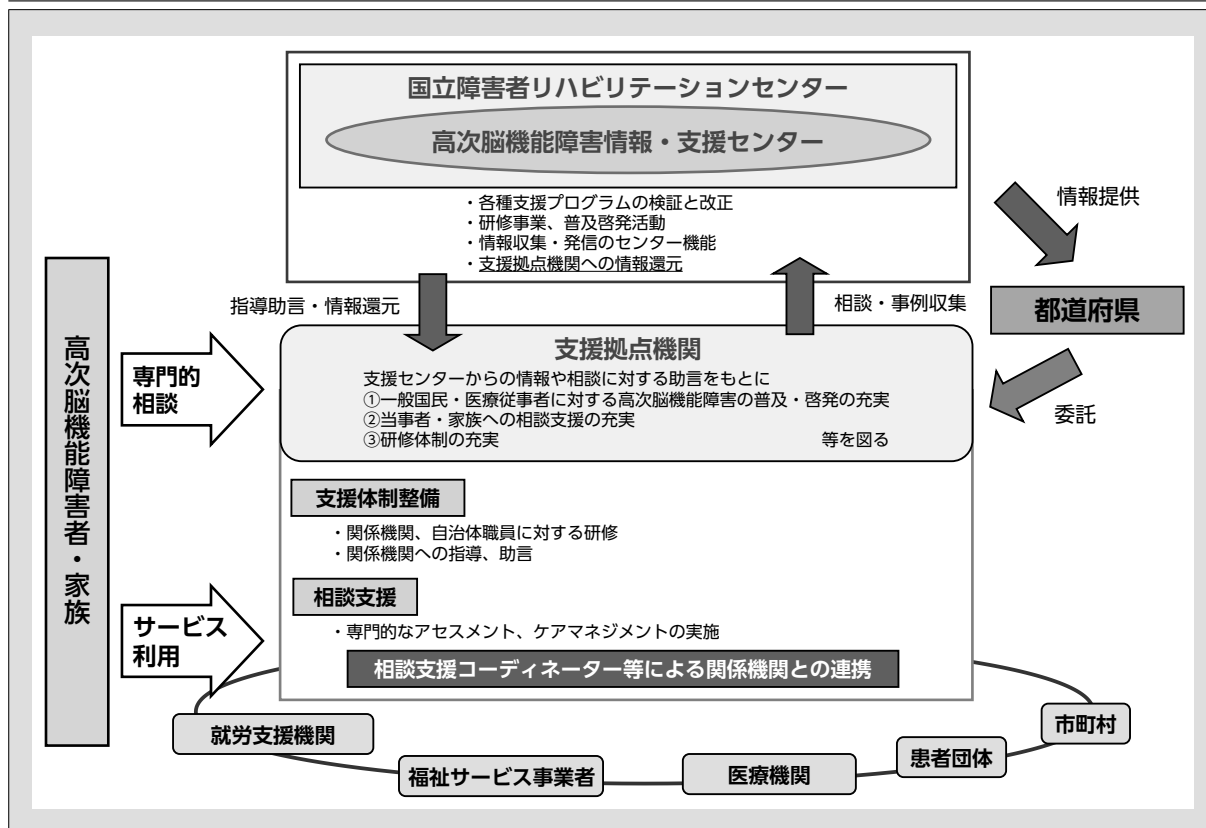 国立障害者リハビリテーションセンター
高次脳機能障害情報・支援センター
・各種支援プログラムの検証と改正
・研修事業、普及啓発活動
・情報収集・発信のセンター機能
・支援拠点機関への情報還元
情報提供
指導助言・情報還元
相談・事例収集
都道府県
委託
高次脳機能障害者・家族
専門的
相談
支援拠点機関
支援センターからの情報や相談に対する助言をもとに
①一般国民・医療従事者に対する高次脳機能障害の普及・啓発の充実
②当事者・家族への相談支援の充実
③研修体制の充実 等を図る
支援体制整備
・関係機関、自治体職員に対する研修
・関係機関への指導、助言
相談支援
・専門的なアセスメント、ケアマネジメントの実施
サービス
利用
相談支援コーディネーター等による関係機関との連携
就労支援機関
福祉サービス事業者
医療機関
患者団体
市町村